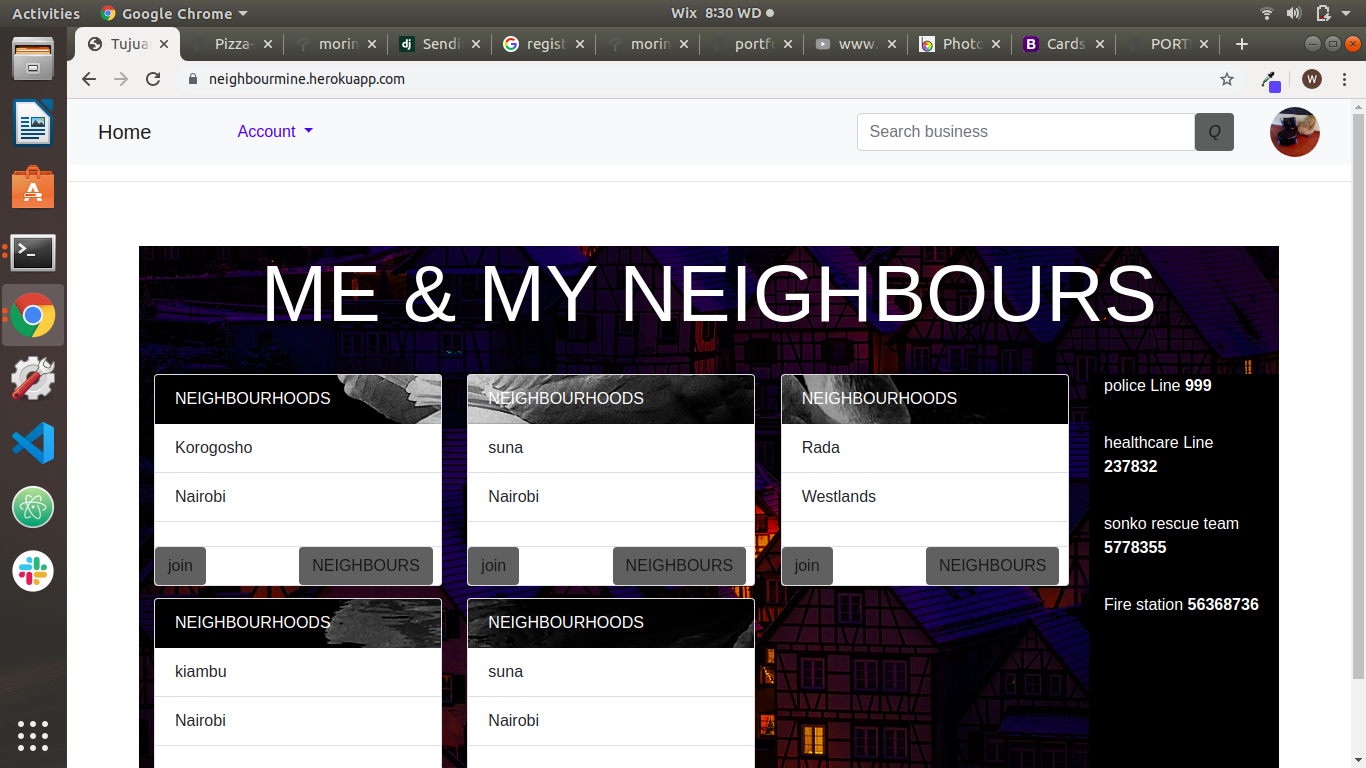 Activities Google Chrome Wix 8:30 WD
Tujua Pizza- morin Sendi regist morin portfo www. Photo Cards PORT
neighbourmine.herokuapp.com W
Home Account Search business Q
ME & MY NEIGHBOURS
NEIGHBOURHOODS NEIGHBOURHOODS NEIGHBOURHOODS police Line 999
Korogosho suna Rada healthcare Line
237832
Nairobi Nairobi Westlands
sonko rescue team
5778355
join NEIGHBOURS join NEIGHBOURS join NEIGHBOURS
Fire station 56368736
NEIGHBOURHOODS NEIGHBOURHOODS
kiambu suna
Nairobi Nairobi